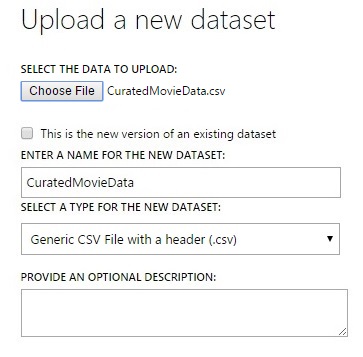 Upload a new dataset
SELECT THE DATA TO UPLOAD:
Choose File CuratedMovieData.csv
This is the new version of an existing dataset
ENTER A NAME FOR THE NEW DATASET:
CuratedMovieData
SELECT A TYPE FOR THE NEW DATASET:
Generic CSV File with a header (.csv)
PROVIDE AN OPTIONAL DESCRIPTION: